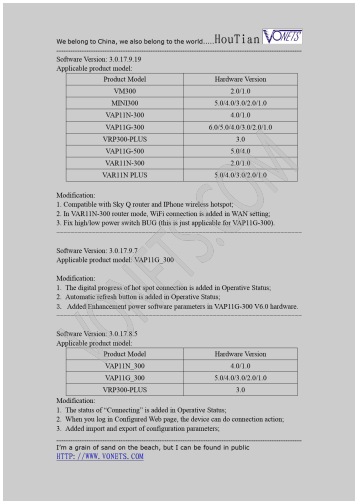 We belong to China, we also belong to the world.....HouTian VONETS
Software Version: 3.0.17.9.19
Applicable product model:
Product Model Hardware Version
VM300 2.0/1.0
MINI300 5.0/4.0/3.0/2.0/1.0
VAP11N-300 4.0/1.0
VAP11G-300 6.0/5.0/4.0/3.0/2.0/1.0
VRP300-PLUS 3.0
VAP11G-500 5.0/4.0
VAR11N-300 2.0/1.0
VAR11N PLUS 5.0/4.0/3.0/2.0/1.0
Modification:
1. Compatible with Sky Q router and IPhone wireless hotspot;
2. In VAR11N-300 router mode, WiFi connection is added in WAN setting;
3. Fix high/low power switch BUG (this is just applicable for VAP11G-300).
Software Version: 3.0.17.9.7
Applicable product model: VAP11G_300
Modification:
1. The digital progress of hot spot connection is added in Operative Status;
2. Automatic refresh button is added in Operative Status;
3. Added Enhancement power software parameters in VAP11G-300 V6.0 hardware.
Software Version: 3.0.17.8.5
Applicable product model:
Product Model Hardware Version
VAP11N_300 4.0/1.0
VAP11G_300 5.0/4.0/3.0/2.0/1.0
VRP300-PLUS 3.0
Modification:
1. The status of "Connecting" is added in Operative Status;
2. When you log in Configured Web page, the device can do connection action;
3. Added import and export of configuration parameters;
I'm a grain of sand on the beach, but I can be found in public
HTTP://WWW.VONETS.COM
VONETS.COM